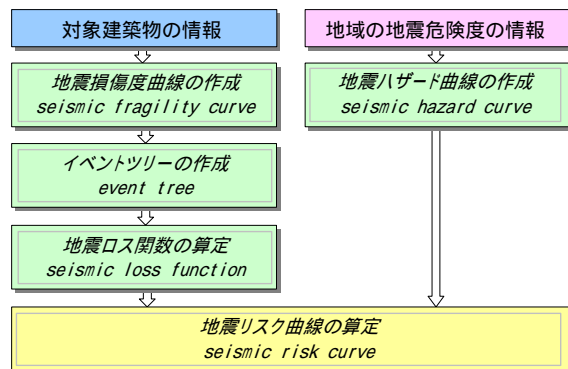 対象建築物の情報
地域の地震危険度の情報
地震損傷度曲線の作成
seismic fragility curve
地震ハザード曲線の作成
seismic hazard curve
イベントツリーの作成
event tree
地震ロス関数の算定
seismic loss function
地震リスク曲線の算定
seismic risk curve